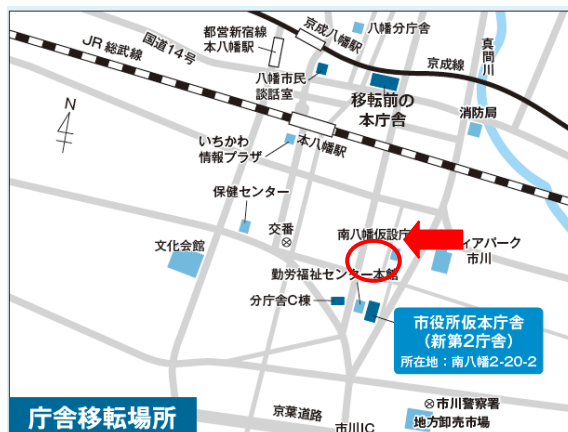 都営新宿線
本八幡駅
京成八幡駅
八幡分庁舎
国道14号
JR総武線
京成線
真間川
八幡市民
談話室
移転前の
本庁舎
消防局
N
いちかわ
情報プラザ
本八幡駅
保健センター
交番
南八幡仮設庁
文化会館
ィアパーク
市川
勤労福祉センター本館
分庁舎C棟
市役所仮本庁舎
(新第2庁舎)
所在地：南八幡2-20-2
市川警察署
地方卸売市場
京葉道路
市川IC
庁舎移転場所